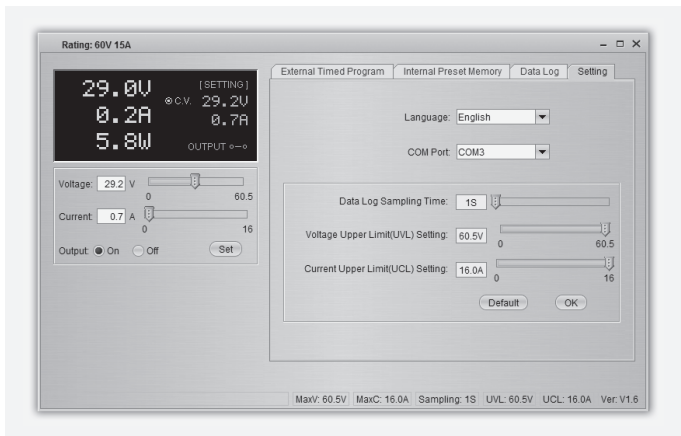 Rating: 60V 15A
29.0V
[SETTING]
C.V. 29.2V
0.2A
0.7A
5.8W
OUTPUT
Voltage: 29.2 V
0 60.5
Current: 0.7 A
0 16
Output: On Off Set
External Timed Program Internal Preset Memory Data Log Setting
Language: English
COM Port: COM3
Data Log Sampling Time: 1S
Voltage Upper Limit(UVL) Setting: 60.5V
0 60.5
Current Upper Limit(UCL) Setting: 16.0A
0 16
Default OK
MaxV: 60.5V MaxC: 16.0A Sampling: 1S UVL: 60.5V UCL: 16.0A Ver: V1.6